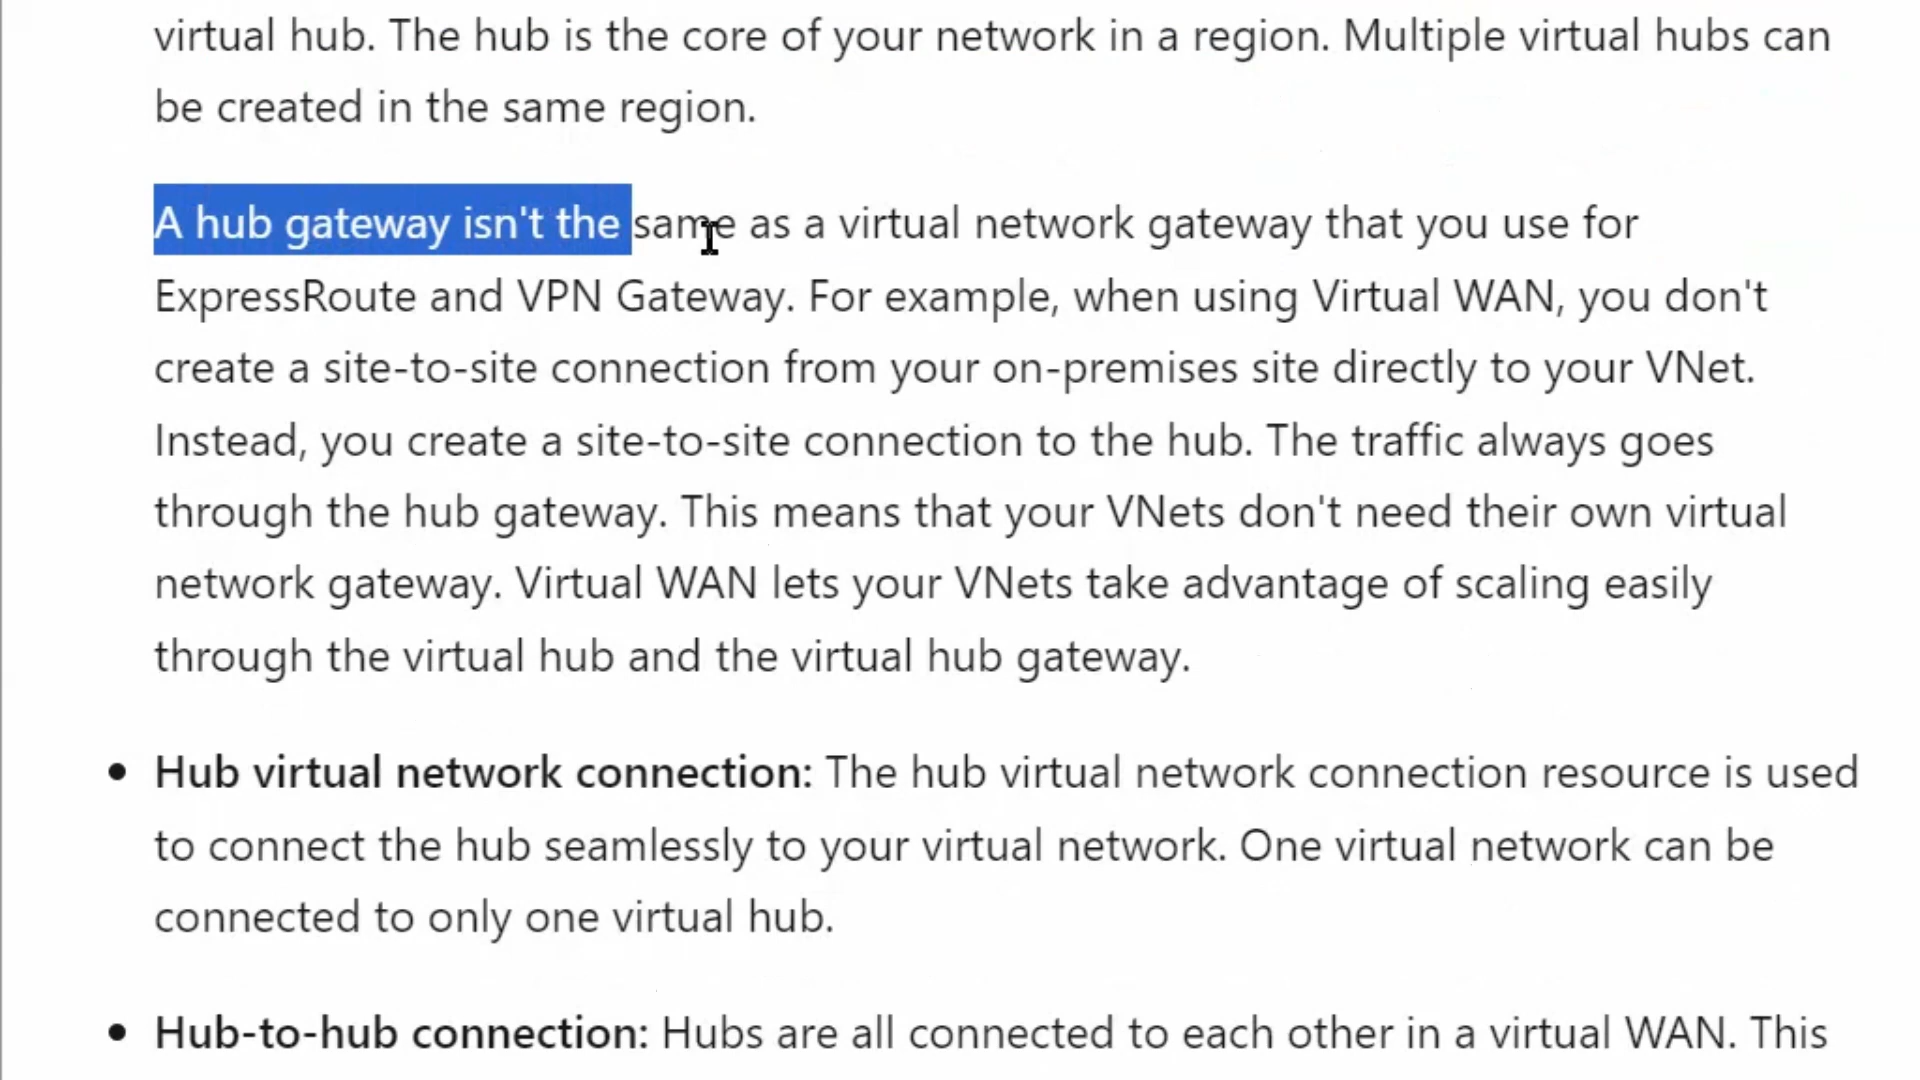 virtual hub. The hub is the core of your network in a region. Multiple virtual hubs can
be created in the same region.
A hub gateway isn't the same as a virtual network gateway that you use for
ExpressRoute and VPN Gateway. For example, when using Virtual WAN, you don't
create a site-to-site connection from your on-premises site directly to your VNet.
Instead, you create a site-to-site connection to the hub. The traffic always goes
through the hub gateway. This means that your VNets don't need their own virtual
network gateway. Virtual WAN lets your VNets take advantage of scaling easily
through the virtual hub and the virtual hub gateway.
• Hub virtual network connection: The hub virtual network connection resource is used
to connect the hub seamlessly to your virtual network. One virtual network can be
connected to only one virtual hub.
• Hub-to-hub connection: Hubs are all connected to each other in a virtual WAN. This